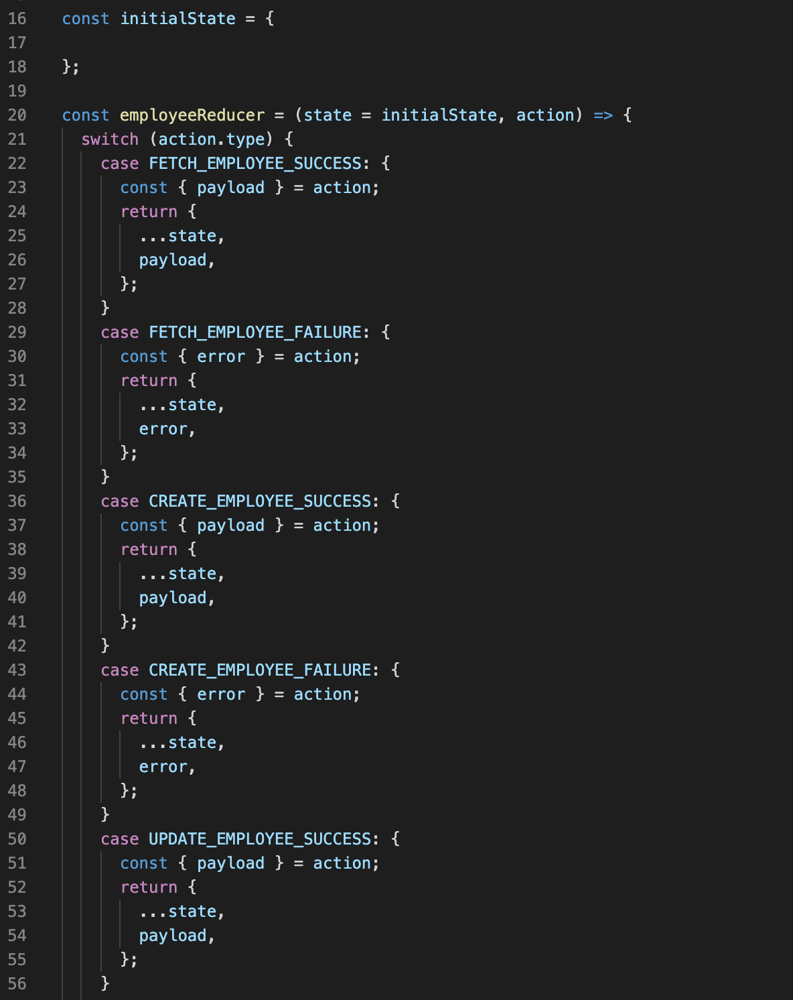 16 const initialState = {
17
18 };
19
20 const employeeReducer = (state = initialState, action) => {
21 switch (action.type) {
22 case FETCH_EMPLOYEE_SUCCESS: {
23 const { payload } = action;
24 return {
25 ...state,
26 payload,
27 };
28 }
29 case FETCH_EMPLOYEE_FAILURE: {
30 const { error } = action;
31 return {
32 ...state,
33 error,
34 };
35 }
36 case CREATE_EMPLOYEE_SUCCESS: {
37 const { payload } = action;
38 return {
39 ...state,
40 payload,
41 };
42 }
43 case CREATE_EMPLOYEE_FAILURE: {
44 const { error } = action;
45 return {
46 ...state,
47 error,
48 };
49 }
50 case UPDATE_EMPLOYEE_SUCCESS: {
51 const { payload } = action;
52 return {
53 ...state,
54 payload,
55 };
56 }